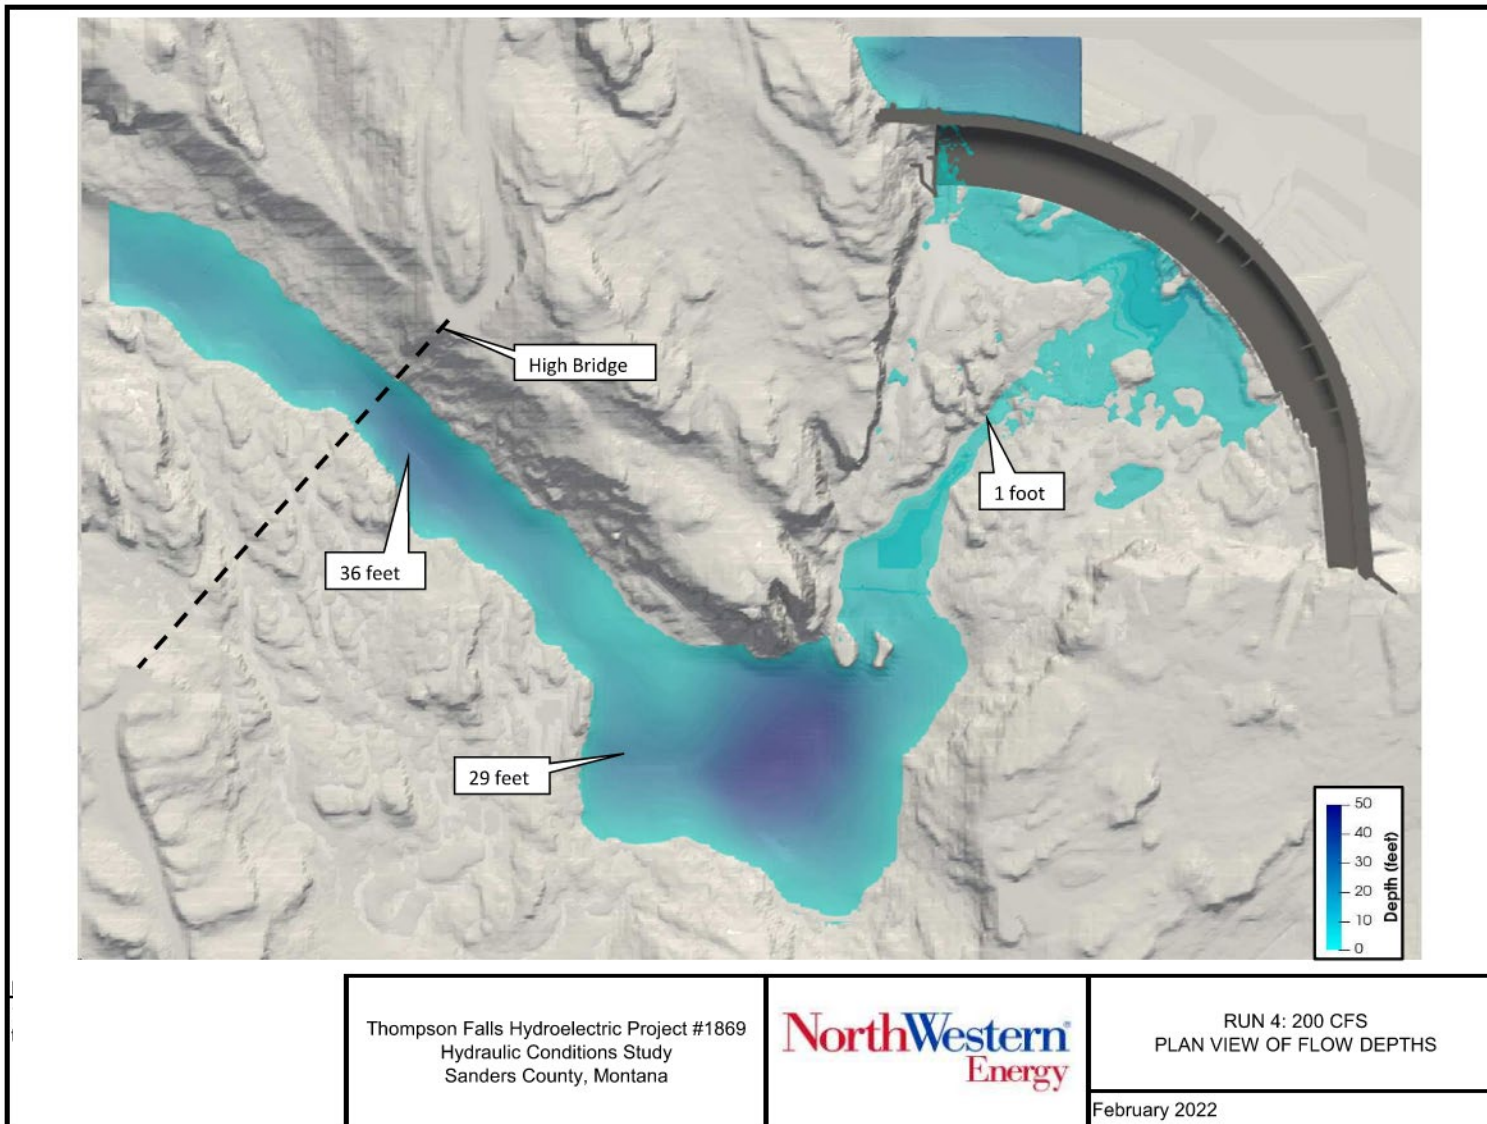 High Bridge
1 foot
36 feet
29 feet
50
40
30
20
10
0
Depth (feet)
Thompson Falls Hydroelectric Project #1869
Hydraulic Conditions Study
Sanders County, Montana
NorthWestern®
Energy
RUN 4: 200 CFS
PLAN VIEW OF FLOW DEPTHS
February 2022